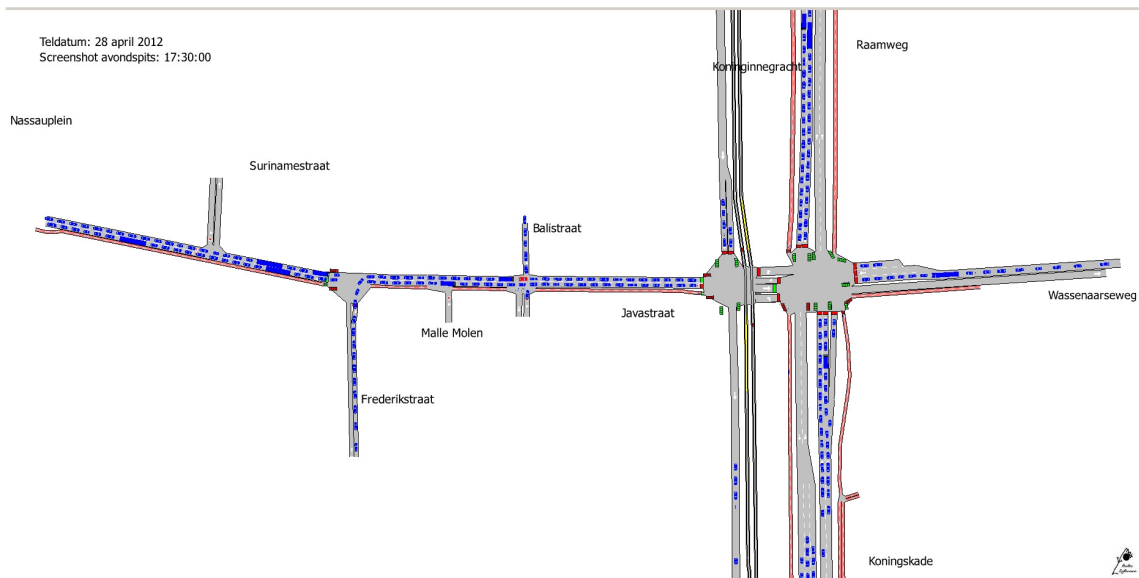 Teldatum: 28 april 2012
Screenshot avondspits: 17:30:00
Raamweg
Koninginnegracht
Nassauplein
Surinamestraat
Balistraat
Wassenaarseweg
Javastraat
Malle Molen
Frederikstraat
Koningskade